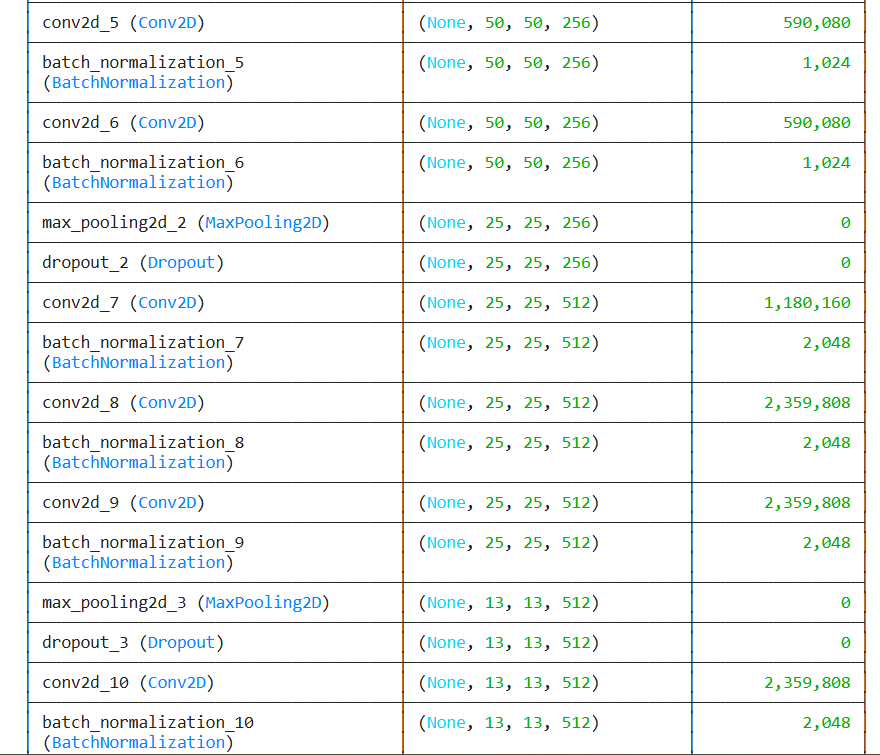 conv2d_5 (Conv2D) (None, 50, 50, 256) 590,080
batch_normalization_5 (None, 50, 50, 256) 1,024
(BatchNormalization)
conv2d_6 (Conv2D) (None, 50, 50, 256) 590,080
batch_normalization_6 (None, 50, 50, 256) 1,024
(BatchNormalization)
max_pooling2d_2 (MaxPooling2D) (None, 25, 25, 256) 0
dropout_2 (Dropout) (None, 25, 25, 256) 0
conv2d_7 (Conv2D) (None, 25, 25, 512) 1,180,160
batch_normalization_7 (None, 25, 25, 512) 2,048
(BatchNormalization)
conv2d_8 (Conv2D) (None, 25, 25, 512) 2,359,808
batch_normalization_8 (None, 25, 25, 512) 2,048
(BatchNormalization)
conv2d_9 (Conv2D) (None, 25, 25, 512) 2,359,808
batch_normalization_9 (None, 25, 25, 512) 2,048
(BatchNormalization)
max_pooling2d_3 (MaxPooling2D) (None, 13, 13, 512) 0
dropout_3 (Dropout) (None, 13, 13, 512) 0
conv2d_10 (Conv2D) (None, 13, 13, 512) 2,359,808
batch_normalization_10 (None, 13, 13, 512) 2,048
(BatchNormalization)